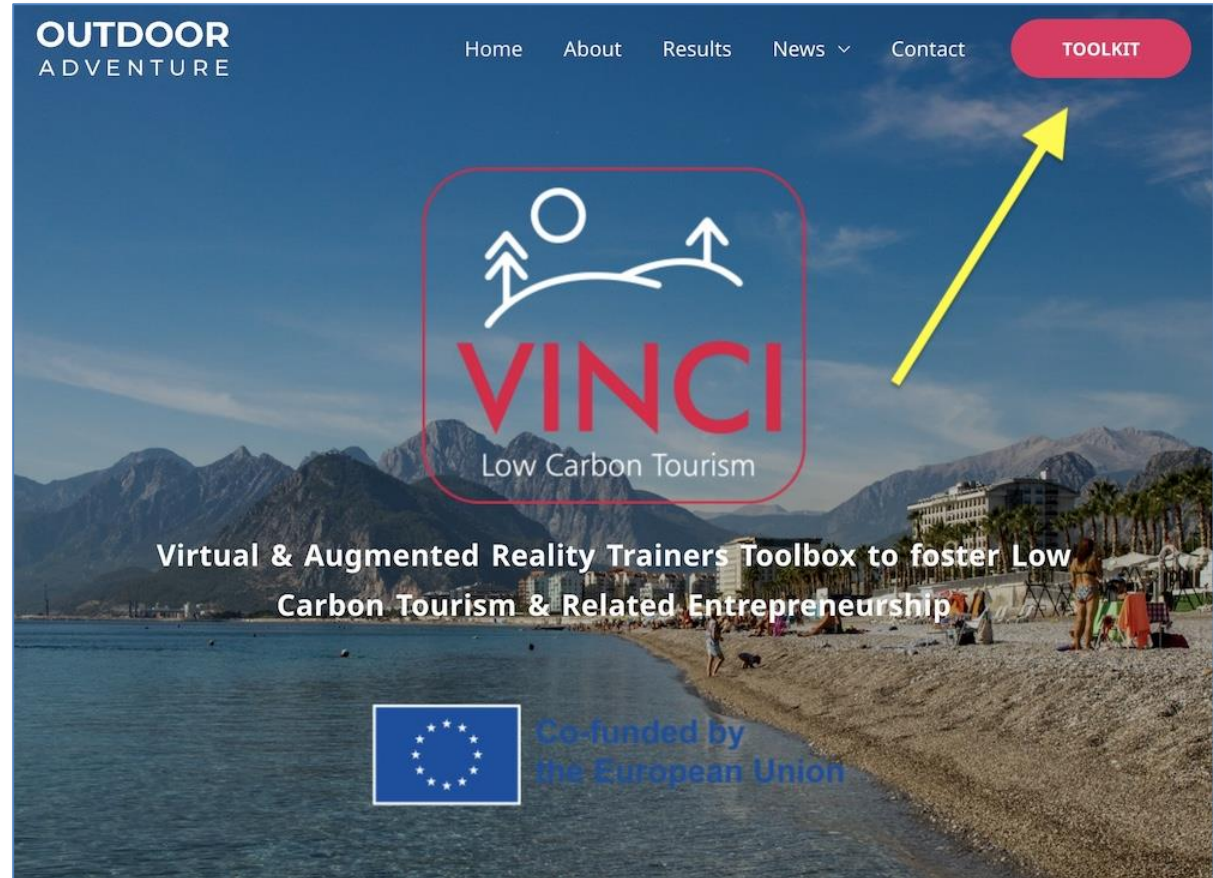 OUTDOOR
ADVENTURE
Home About Results News Contact TOOLKIT
VINCI
Low Carbon Tourism
Virtual & Augmented Reality Trainers Toolbox to foster Low
Carbon Tourism & Related Entrepreneurship
Co-funded by
the European Union